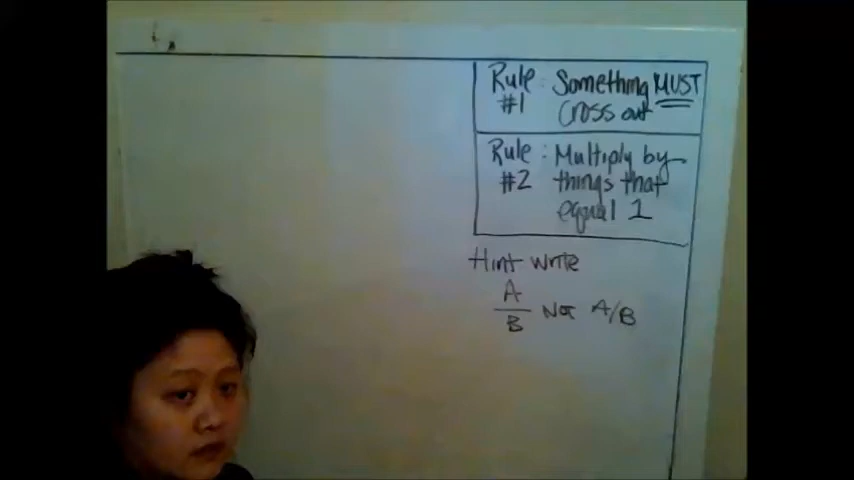 Rule : Something MUST
#1 Cross out
Rule : Multiply by
#2 things that
equal 1
Hint Write
A
B Not A/B